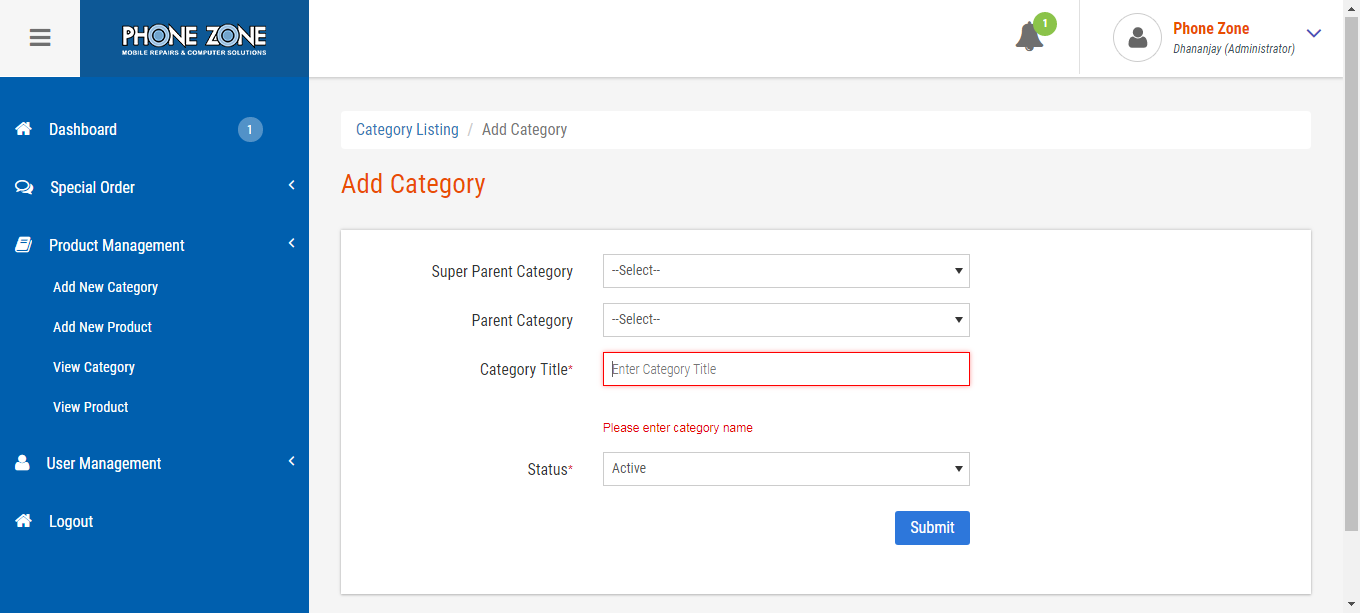 PHONE ZONE
MOBILE REPAIRS & COMPUTER SOLUTIONS
1
Phone Zone
Dhananjay (Administrator)
Dashboard
1
Special Order
Product Management
Add New Category
Add New Product
View Category
View Product
User Management
Logout
Category Listing / Add Category
Add Category
Super Parent Category
--Select--
Parent Category
--Select--
Category Title*
Enter Category Title
Please enter category name
Status*
Active
Submit